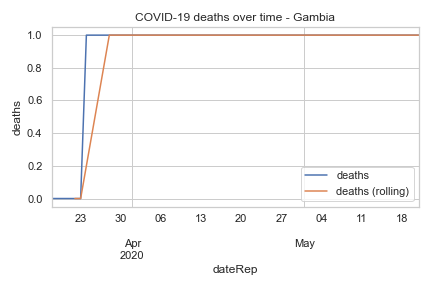 COVID-19 deaths over time - Gambia
deaths
1.0
0.8
0.6
0.4
0.2
0.0
deaths
deaths (rolling)
23 30 06 13 20 27 04 11 18
Apr May
2020
dateRep